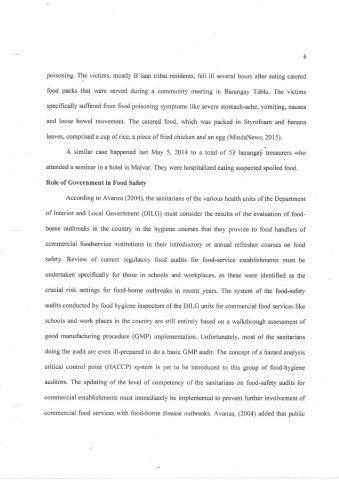 6
poisoning. The victims, mostly B'laan tribal residents, fell ill several hours after eating catered
food packs that were served during a community meeting in Barangay Tablu. The victims
specifically suffered from food poisoning symptoms like severe stomach-ache, vomiting, nausea
and loose bowel movement. The catered food, which was packed in Styrofoam and banana
leaves, comprised a cup of rice, a piece of fried chicken and an egg (MindaNews, 2015).
A similar case happened last May 5, 2014 to a total of 53 barangay treasurers who
attended a seminar in a hotel in Malvar. They were hospitalized eating suspected spoiled food.
Role of Government in Food Safety
According to Avanza (2004), the sanitarians of the various health units of the Department
of Interior and Local Government (DILG) must consider the results of the evaluation of food-
borne outbreaks in the country in the hygiene courses that they provide to food handlers of
commercial foodservice institutions in their introductory or annual refresher courses on food
safety. Review of current regulatory food audits for food-service establishments must be
undertaken specifically for those in schools and workplaces, as these were identified as the
crucial risk settings for food-borne outbreaks in recent years. The system of the food-safety
audits conducted by food hygiene inspectors of the DILG units for commercial food services like
schools and work places in the country are still entirely based on a walkthrough assessment of
good manufacturing procedure (GMP) implementation. Unfortunately, most of the sanitarians
doing the audit are even ill-prepared to do a basic GMP audit. The concept of a hazard analysis
critical control point (HACCP) system is yet to be introduced to this group of food-hygiene
auditors. The updating of the level of competency of the sanitarians on food-safety audits for
commercial establishments must immediately be implemented to prevent further involvement of
commercial food services with food-borne disease outbreaks. Avanza, (2004) added that public